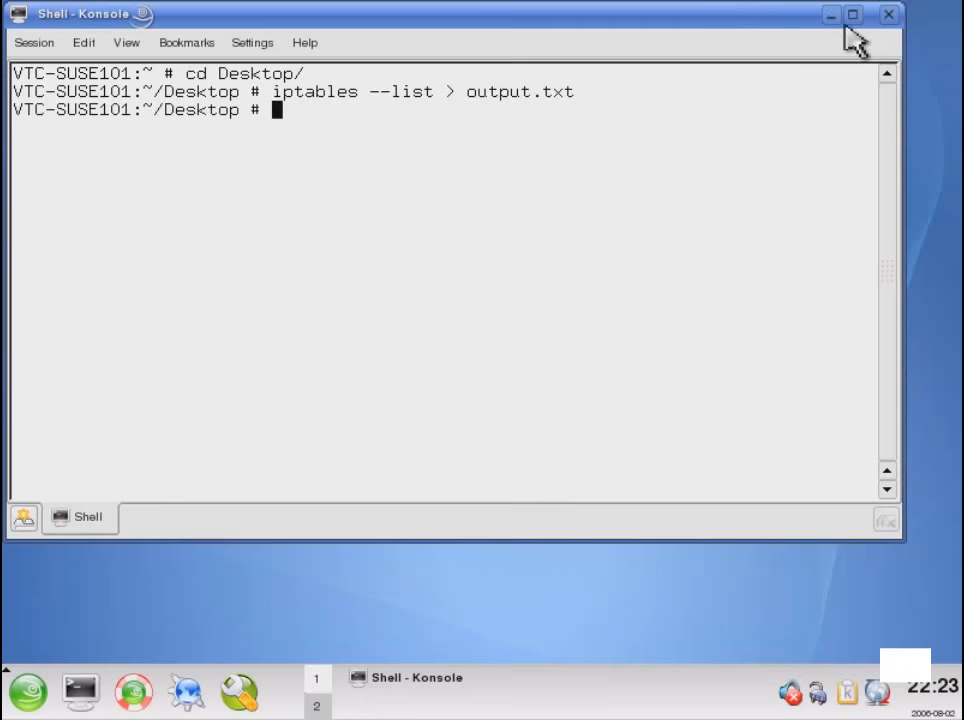 Shell - Konsole
Session Edit View Bookmarks Settings Help
VTC-SUSE101:~ # cd Desktop/
VTC-SUSE101:~/Desktop # iptables --list > output.txt
VTC-SUSE101:~/Desktop #
Shell
1
Shell - Konsole
2
22:23
2006-08-02